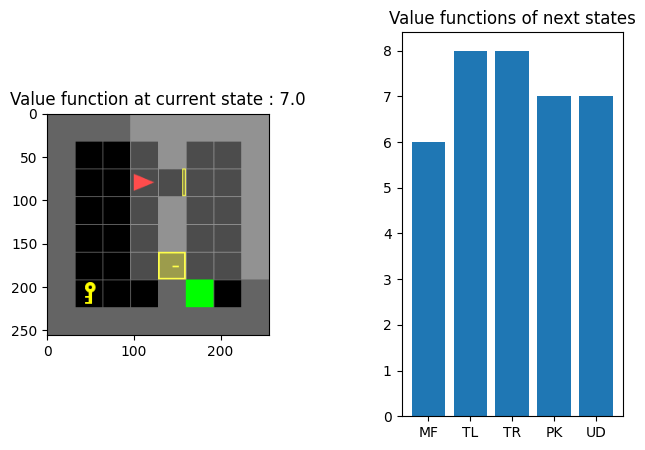 Value function at current state : 7.0
0
50
100
150
200
250
0
100
200
Value functions of next states
8
7
6
5
4
3
2
1
0
MF
TL
TR
PK
UD